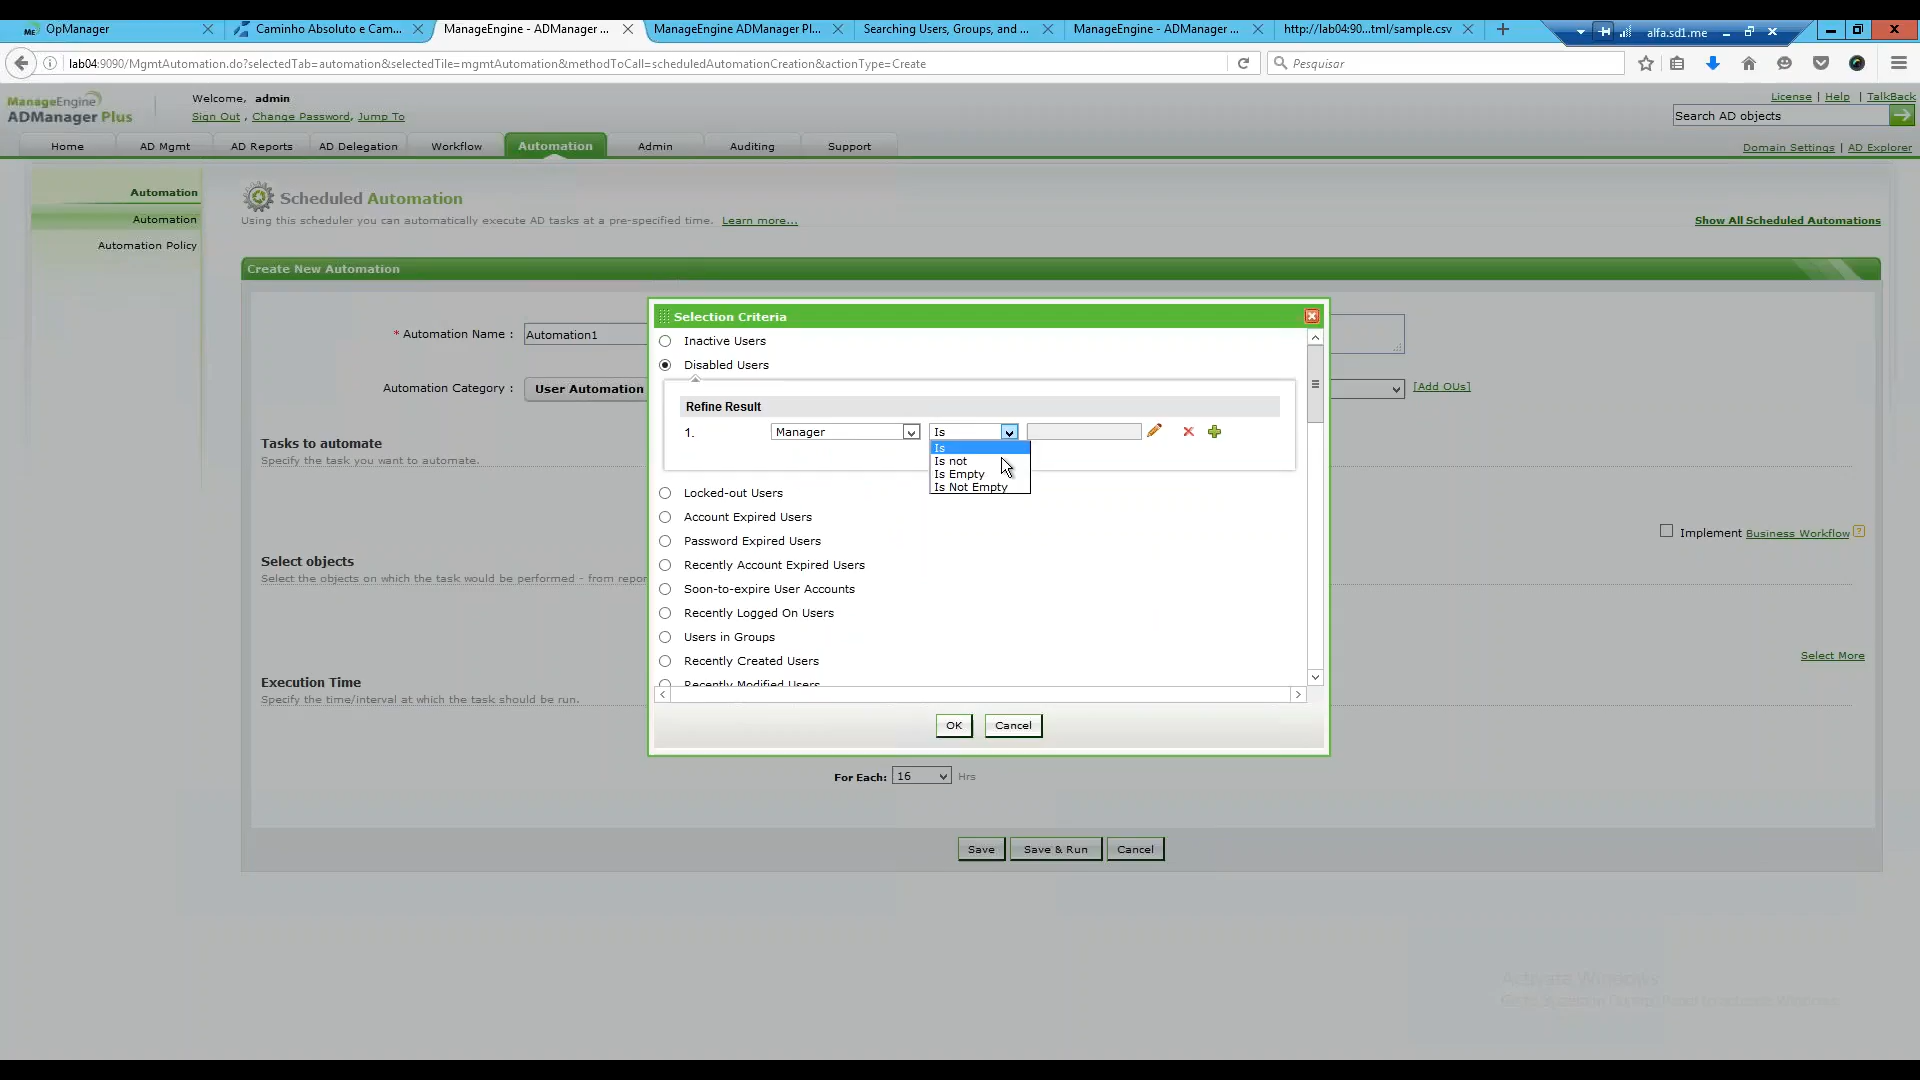 OpManager
Caminho Absoluto e Cam...
ManageEngine - ADManager ...
ManageEngine ADManager Pl...
Searching Users, Groups, and ...
ManageEngine - ADManager ...
http://lab04:90...tml/sample.csv
alfa.sd1.me
lab04:9090/MgmtAutomation.do?selectedTab=automation&selectedTile=mgmtAutomation&methodToCall=scheduledAutomationCreation&actionType=Create
Pesquisar
ManageEngine
ADManager Plus
Welcome, admin
Sign Out , Change Password, Jump To
License | Help | TalkBack
Search AD objects
Home AD Mgmt AD Reports AD Delegation Workflow Automation Admin Auditing Support
Domain Settings | AD Explorer
Automation
Automation
Automation Policy
Scheduled Automation
Using this scheduler you can automatically execute AD tasks at a pre-specified time. Learn more...
Show All Scheduled Automations
Create New Automation
* Automation Name : Automation1
Automation Category : User Automation
[Add OUs]
Tasks to automate
Specify the task you want to automate.
Implement Business Workflow ?
Select objects
Select the objects on which the task would be performed - from repor
Select More
Execution Time
Specify the time/interval at which the task should be run.
For Each: 16 Hrs
Save Save & Run Cancel
Selection Criteria
Inactive Users
Disabled Users
Refine Result
1. Manager Is
Is
Is not
Is Empty
Is Not Empty
Locked-out Users
Account Expired Users
Password Expired Users
Recently Account Expired Users
Soon-to-expire User Accounts
Recently Logged On Users
Users in Groups
Recently Created Users
Recently Modified Users
OK Cancel